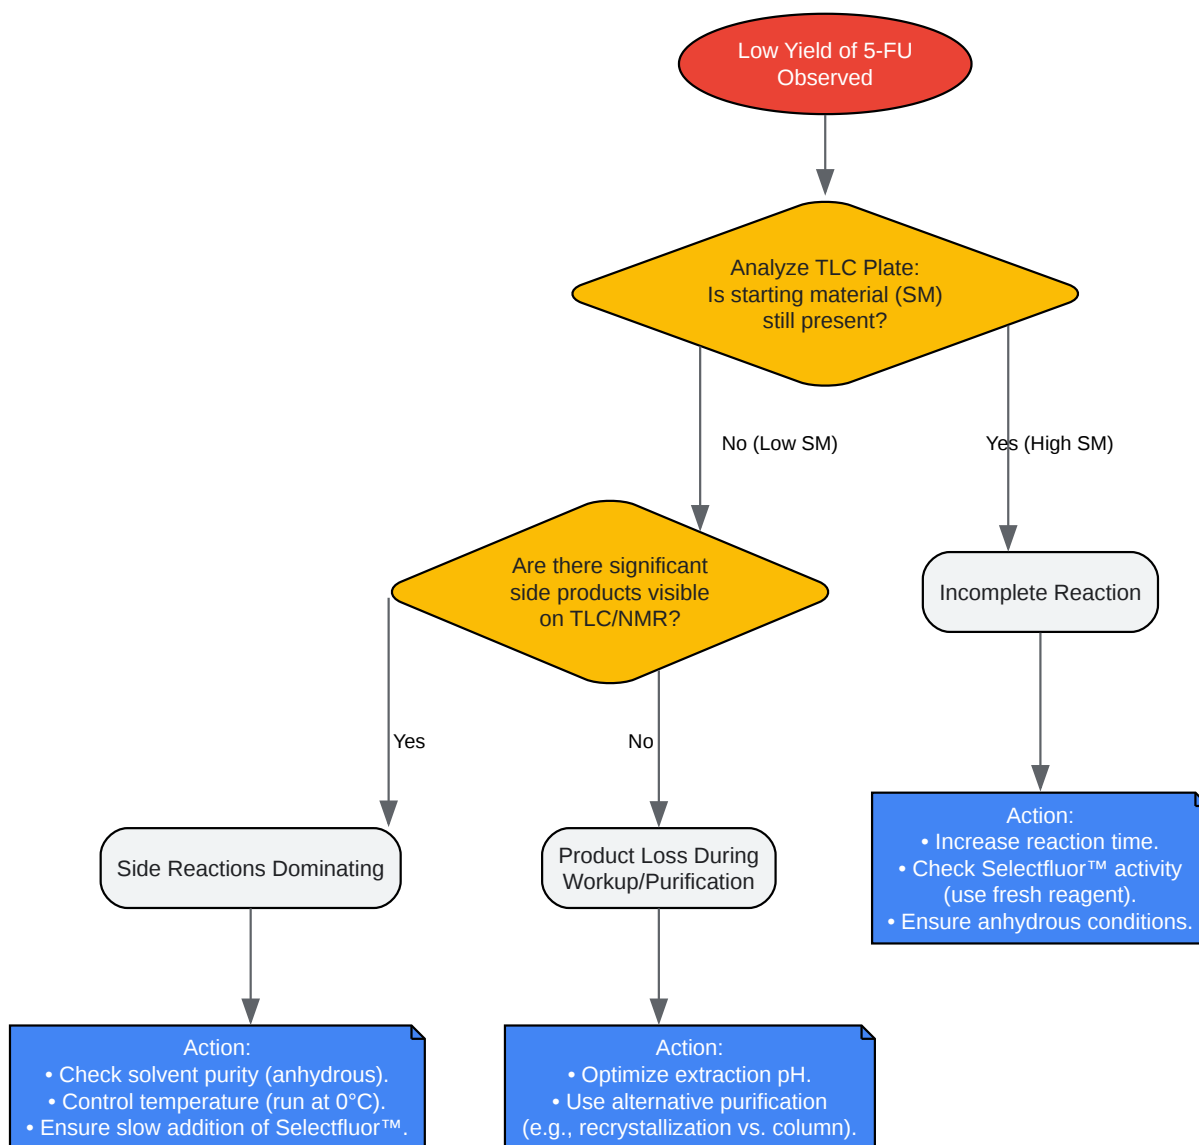 Low Yield of 5-FU
Observed
Analyze TLC Plate:
Is starting material (SM)
still present?
No (Low SM)
Yes (High SM)
Are there significant
side products visible
on TLC/NMR?
Incomplete Reaction
Yes
No
Side Reactions Dominating
Product Loss During
Workup/Purification
Action:
• Increase reaction time.
• Check Selectfluor™ activity
(use fresh reagent).
• Ensure anhydrous conditions.
Action:
• Check solvent purity (anhydrous).
• Control temperature (run at 0°C).
• Ensure slow addition of Selectfluor™.
Action:
• Optimize extraction pH.
• Use alternative purification
(e.g., recrystallization vs. column).